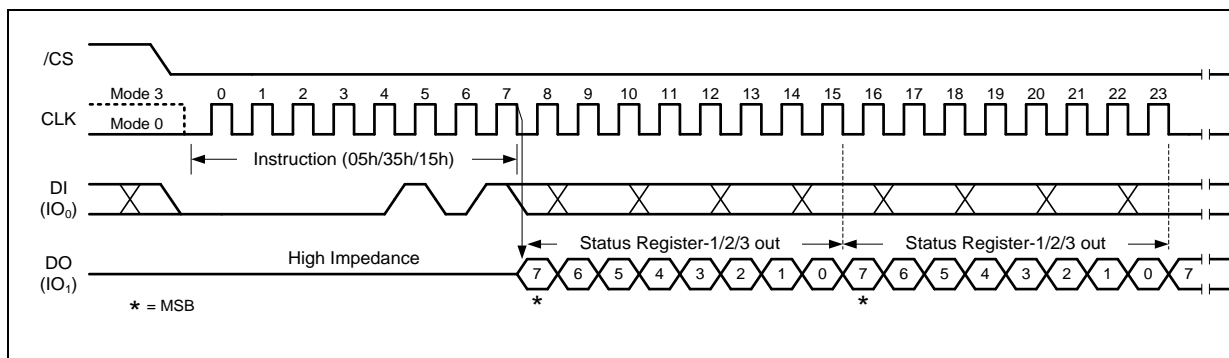 /CS
Mode 3 0 1 2 3 4 5 6 7 8 9 10 11 12 13 14 15 16 17 18 19 20 21 22 23
CLK
Mode 0
Instruction (05h/35h/15h)
DI
(IO₀)
Status Register-1/2/3 out Status Register-1/2/3 out
High Impedance
DO
(IO₁)
7 6 5 4 3 2 1 0 7 6 5 4 3 2 1 0 7
* *
* = MSB